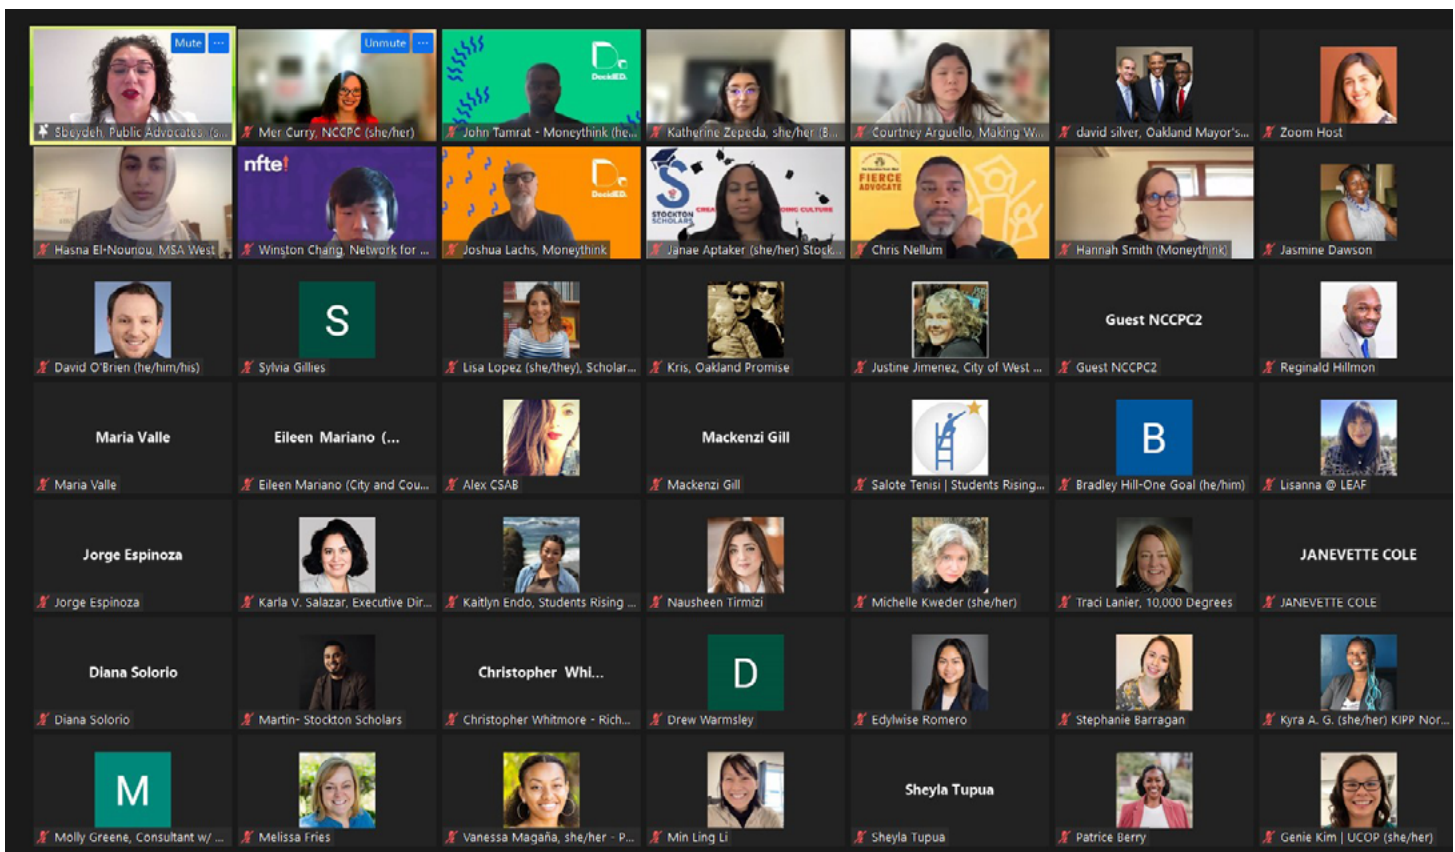 Mute ...
Unmute ...
DecidED.
Sbeydeh, Public Advocates (s...
Mer Curry, NCCPC (she/her)
John Tamrat - Moneythink (he...
Katherine Zepeda, she/her (B...
Courtney Arguello, Making W...
david silver, Oakland Mayor's...
Zoom Host
nfte
DecidED.
S
STOCKTON
SCHOLARS
CREA
DING CULTURE
FIERCE
ADVOCATE
Hasna El-Nounou, MSA West
Winston Chang, Network for ...
Joshua Lachs, Moneythink
Janae Aptaker (she/her) Stock...
Chris Nellum
Hannah Smith (Moneythink)
Jasmine Dawson
S
Guest NCCPC2
David O'Brien (he/him/his)
Sylvia Gillies
Lisa Lopez (she/they), Scholar...
Kris, Oakland Promise
Justine Jimenez, City of West ...
Guest NCCPC2
Reginald Hillmon
Maria Valle
Eileen Mariano (...
Mackenzi Gill
B
Maria Valle
Eileen Mariano (City and Cou...
Alex CSAB
Mackenzi Gill
Salote Tenisi | Students Rising...
Bradley Hill-One Goal (he/him)
Lisanna @ LEAF
Jorge Espinoza
JANEVETTE COLE
Jorge Espinoza
Karla V. Salazar, Executive Dir...
Kaitlyn Endo, Students Rising ...
Nausheen Tirmizi
Michelle Kweder (she/her)
Traci Lanier, 10,000 Degrees
JANEVETTE COLE
Diana Solorio
Christopher Whi...
D
Diana Solorio
Martin- Stockton Scholars
Christopher Whitmore - Rich...
Drew Warmsley
Edylwise Romero
Stephanie Barragan
Kyra A. G. (she/her) KIPP Nor...
M
Sheyla Tupua
Molly Greene, Consultant w/ ...
Melissa Fries
Vanessa Magaña, she/her - P...
Min Ling Li
Sheyla Tupua
Patrice Berry
Genie Kim | UCOP (she/her)